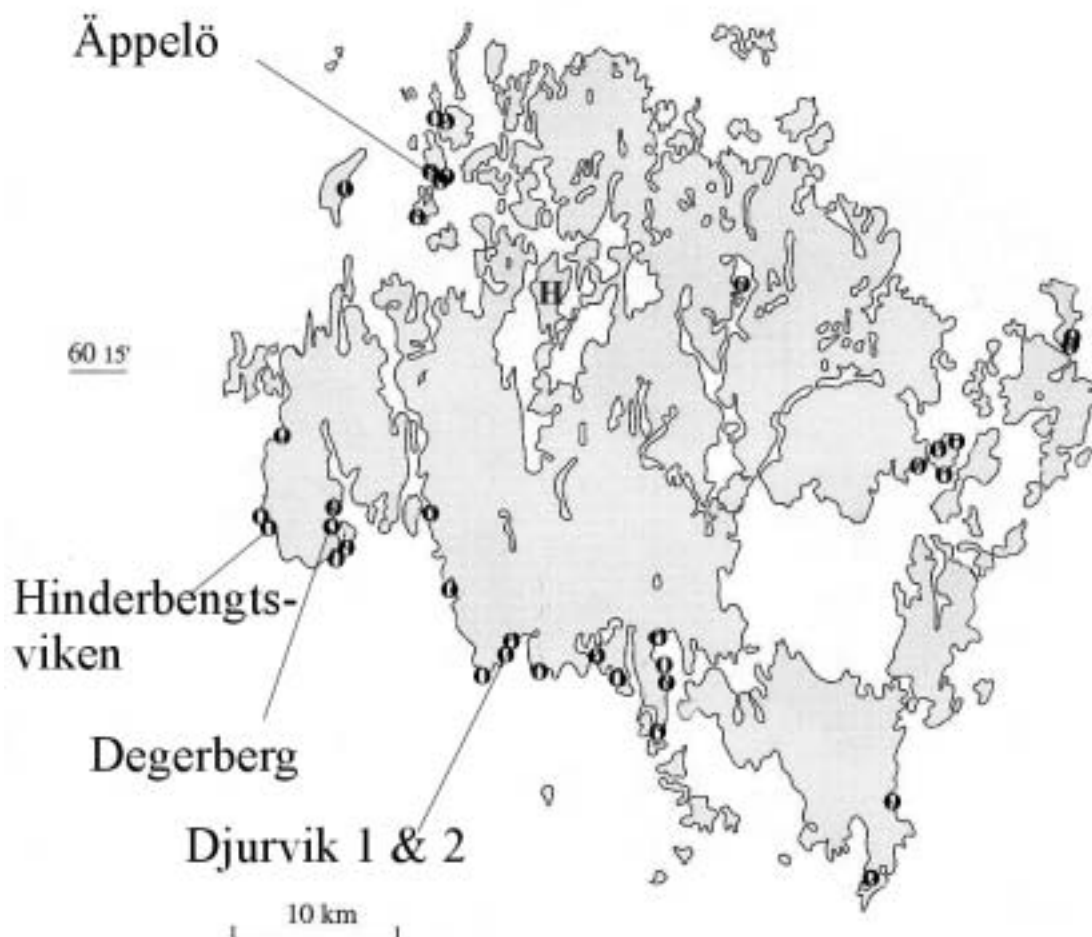 Äppelö
H
60 15'
Hinderbengts-
viken
Degerberg
Djurvik 1 & 2
10 km